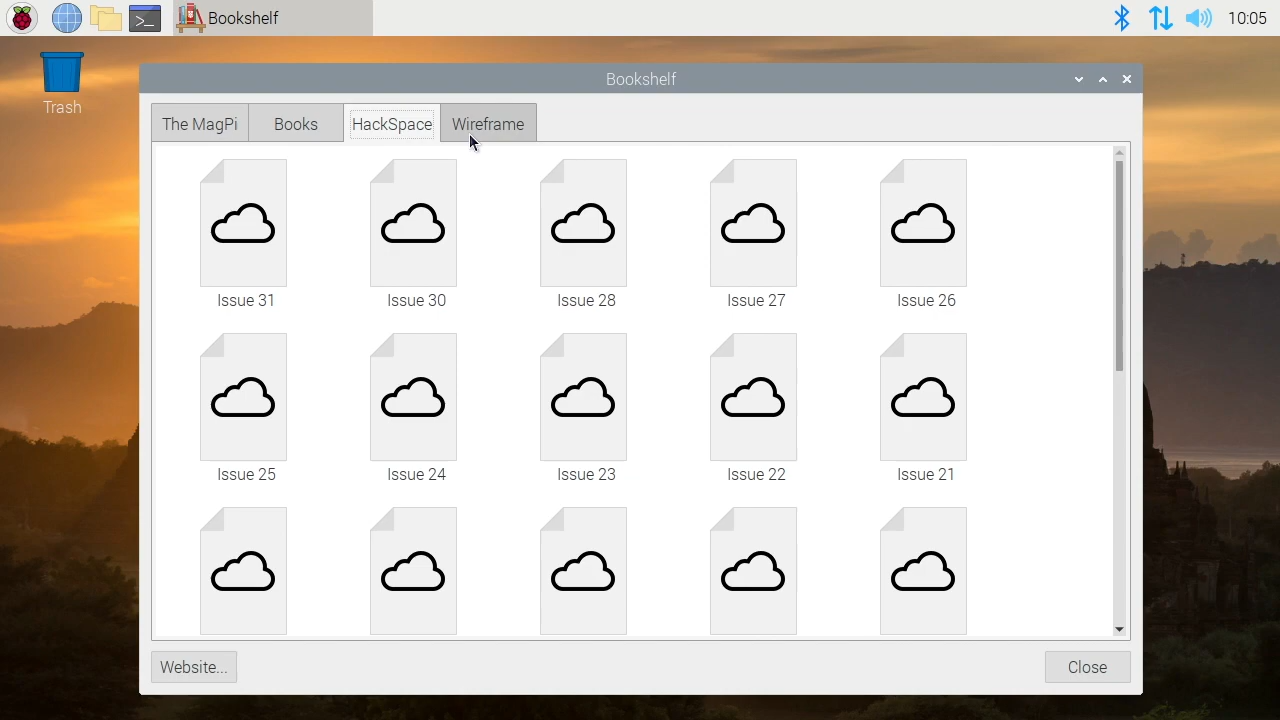 Bookshelf
10:05
Trash
Bookshelf
The MagPi Books HackSpace Wireframe
Issue 31 Issue 30 Issue 28 Issue 27 Issue 26
Issue 25 Issue 24 Issue 23 Issue 22 Issue 21
Website... Close